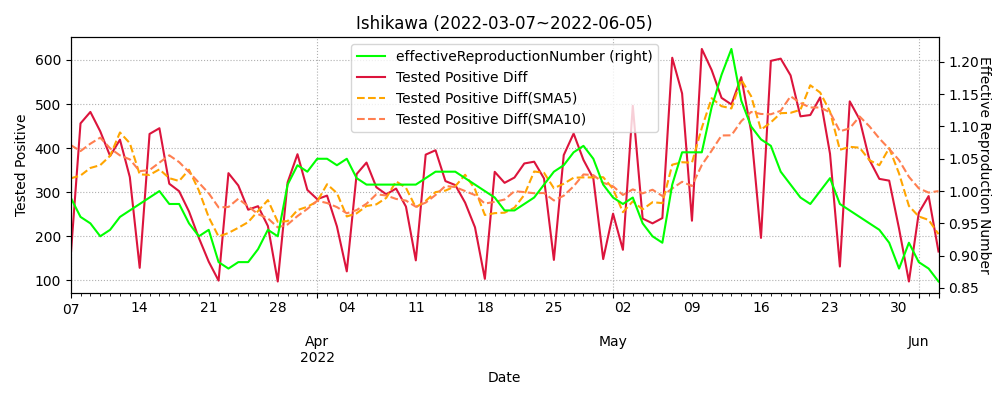 Ishikawa (2022-03-07~2022-06-05)
effectiveReproductionNumber (right)
Tested Positive Diff
Tested Positive Diff(SMA5)
Tested Positive Diff(SMA10)
Tested Positive
600
500
400
300
200
100
1.20
1.15
1.10
1.05
1.00
0.95
0.90
0.85
Effective Reproduction Number
07 14 21 28 04 11 18 25 02 09 16 23 30
Apr May Jun
2022
Date